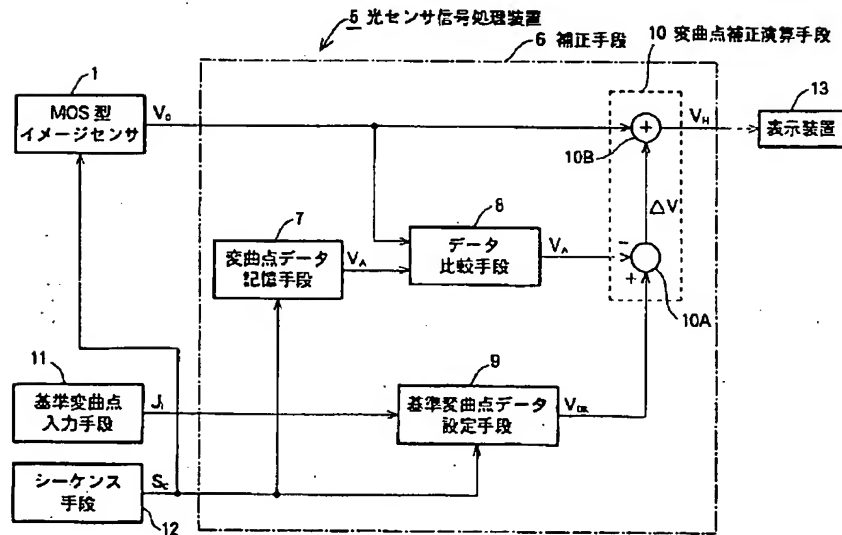 5 光センサ信号処理装置
6 補正手段
10 変曲点補正演算手段
1
MOS 型
イメージセンサ
V₀
10B
V_H
13
表示装置
ΔV
7
変曲点データ
記憶手段
V_A
8
データ
比較手段
V_A
−
+
10A
11
基準変曲点
入力手段
J_I
9
基準変曲点データ
設定手段
V_DR
シーケンス
手段
S_C
12